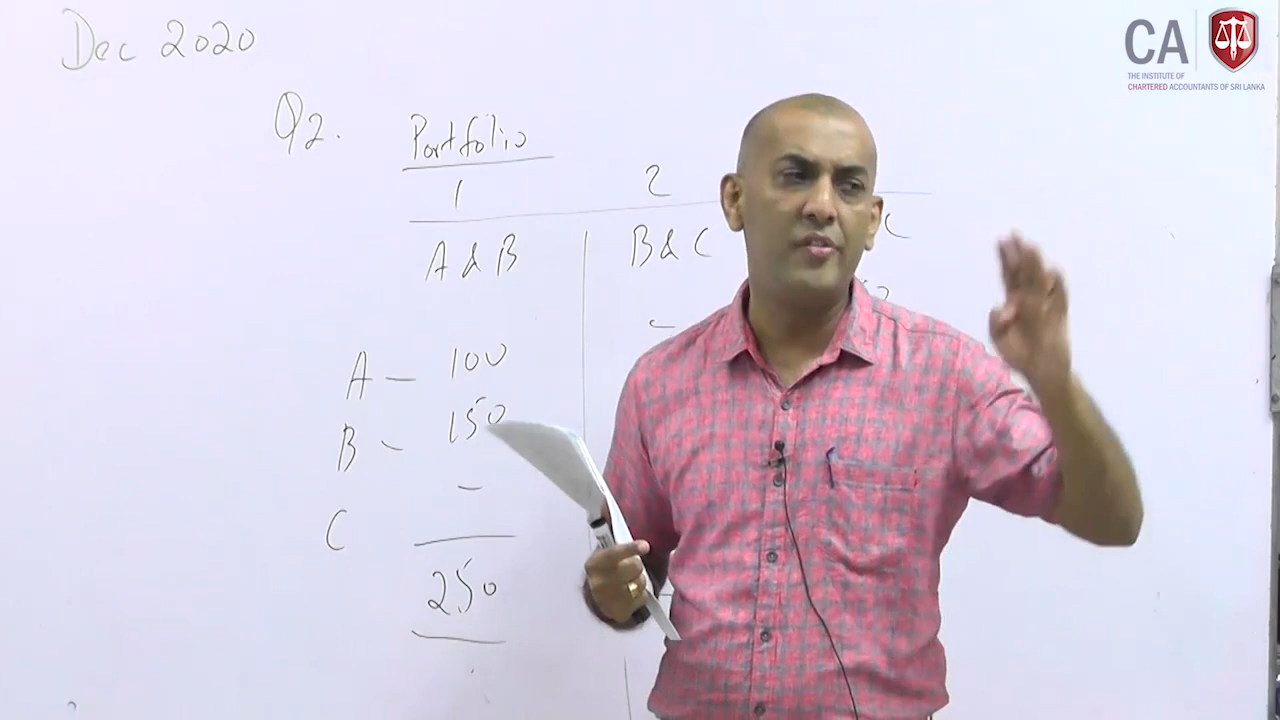 Dec 2020
CA
THE INSTITUTE OF
CHARTERED ACCOUNTANTS OF SRI LANKA
Q2. Portfolio
1 2
A & B B & C C
–
A – 100
B – 150
C –
250